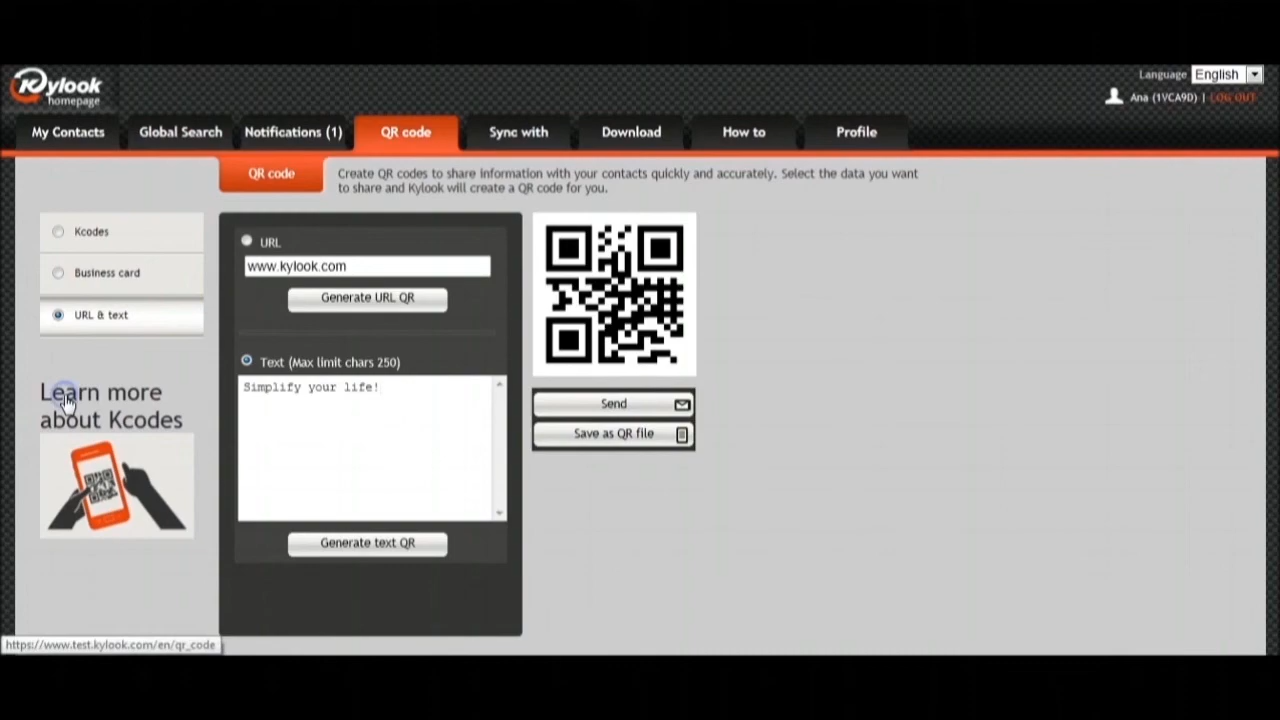 Kylook
homepage
Language English
Ana (1VCA9D) | LOG OUT
My Contacts
Global Search
Notifications (1)
QR code
Sync with
Download
How to
Profile
QR code
Create QR codes to share information with your contacts quickly and accurately. Select the data you want
to share and Kylook will create a QR code for you.
Kcodes
Business card
URL & text
Learn more
about Kcodes
URL
www.kylook.com
Generate URL QR
Text (Max limit chars 250)
Simplify your life!
Generate text QR
Send
Save as QR file
https://www.test.kylook.com/en/qr_code